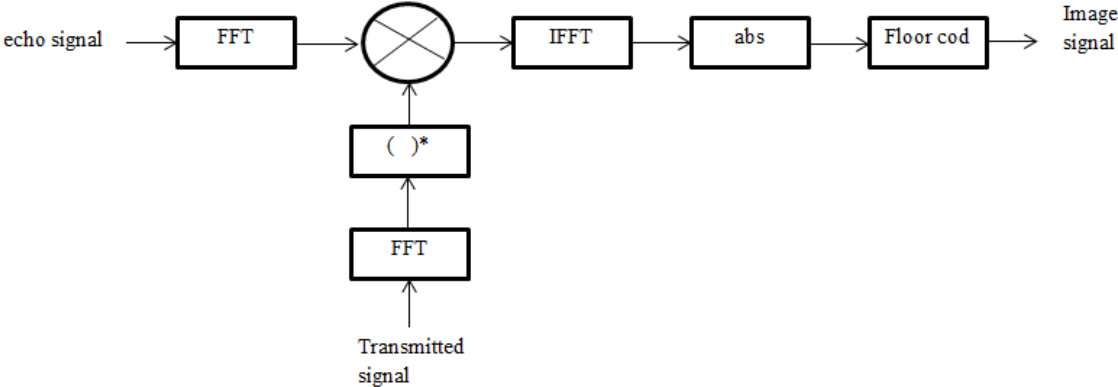 echo signal
FFT
IFFT
abs
Floor cod
Image
signal
( )*
FFT
Transmitted
signal